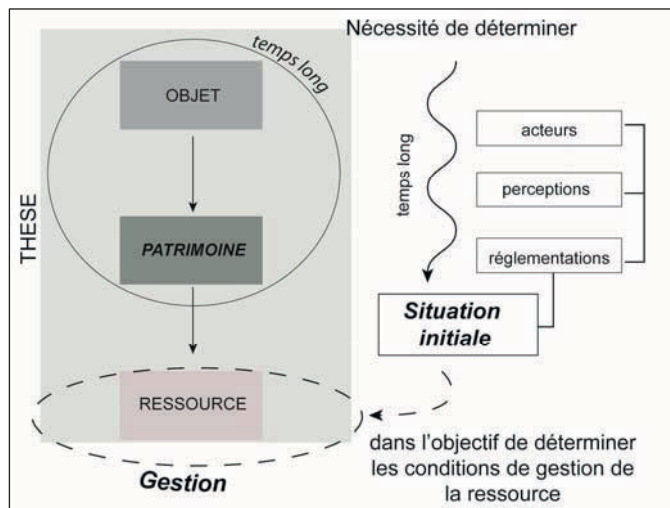 THESE
temps long
OBJET
PATRIMOINE
RESSOURCE
Gestion
Nécessité de déterminer
temps long
acteurs
perceptions
réglementations
Situation
initiale
dans l'objectif de déterminer
les conditions de gestion de
la ressource